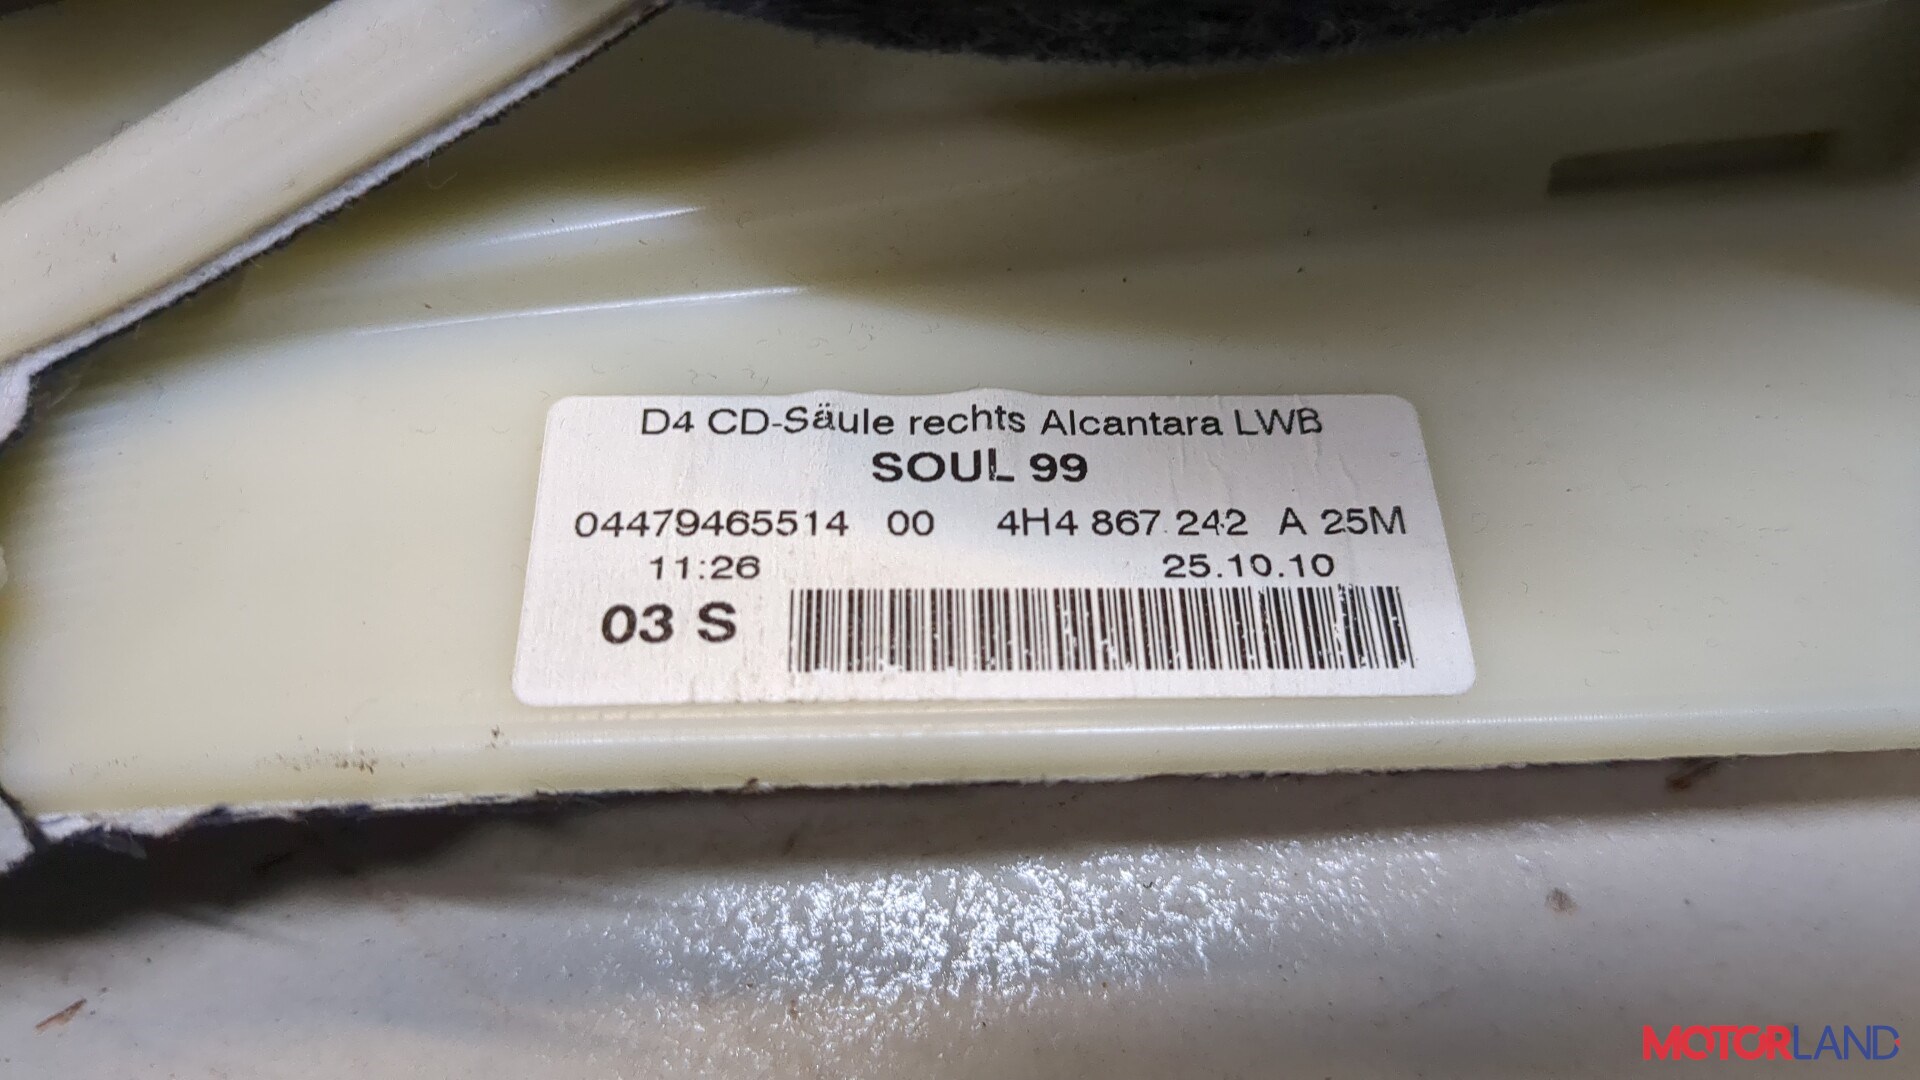 D4 CD-Säule rechts Alcantara LWB
SOUL 99
04479465514 00 4H4 867 242 A 25M
11:26 25.10.10
03 S
MOTORLAND